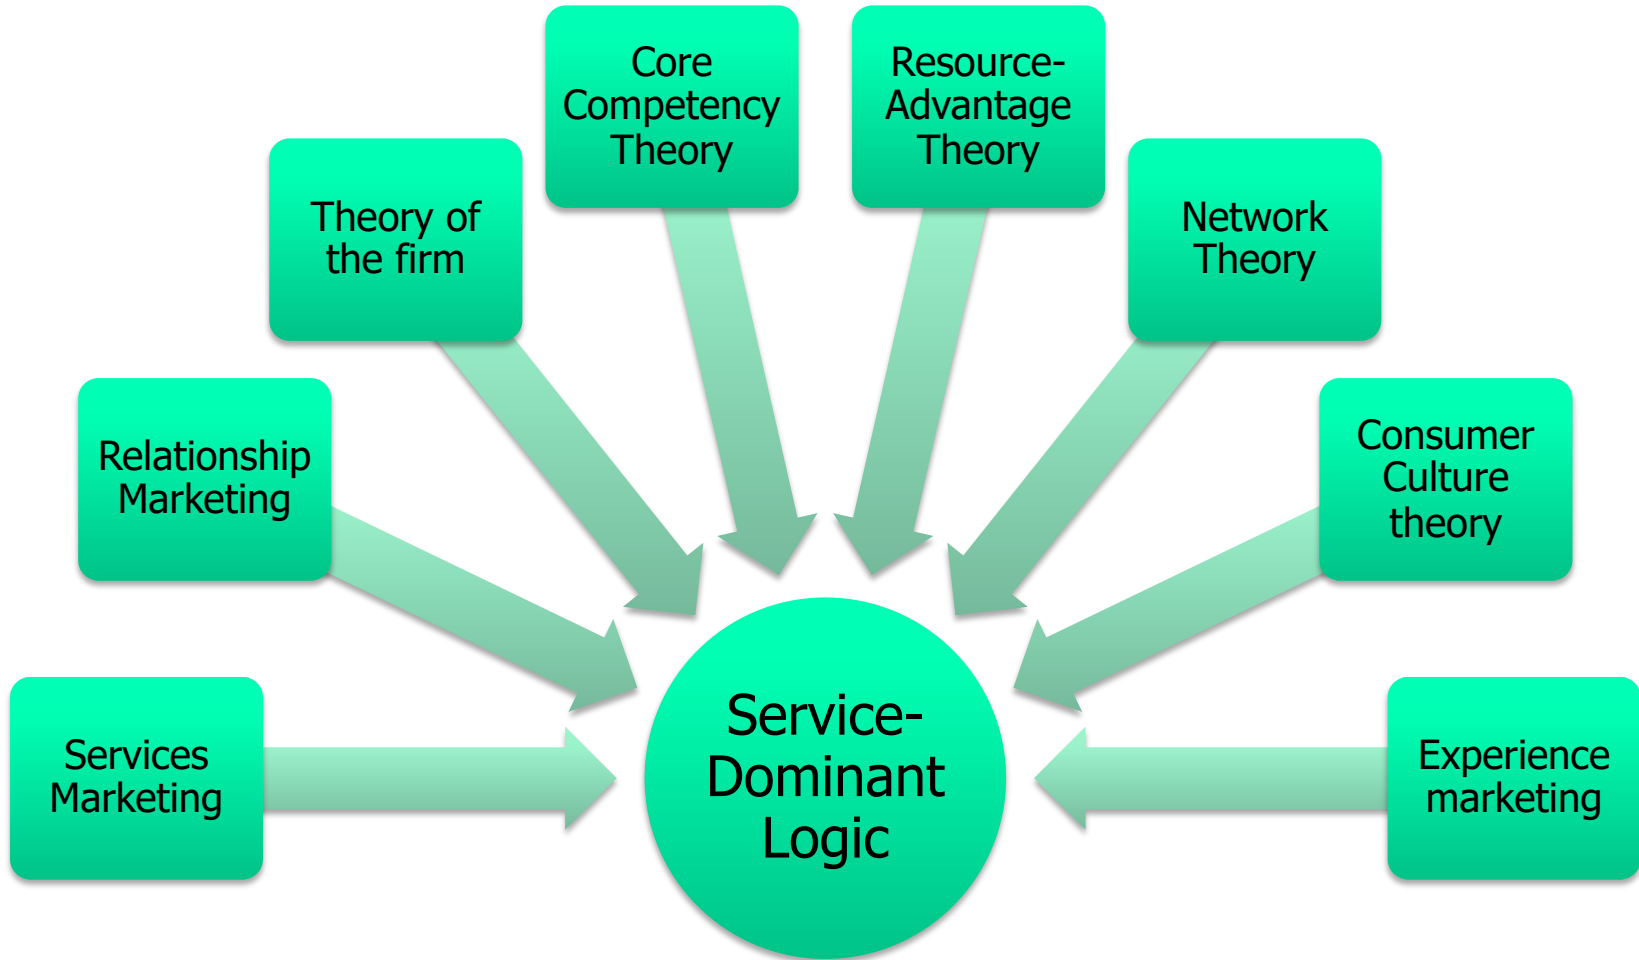 Core
Competency
Theory
Resource-
Advantage
Theory
Theory of
the firm
Network
Theory
Relationship
Marketing
Consumer
Culture
theory
Services
Marketing
Service-
Dominant
Logic
Experience
marketing